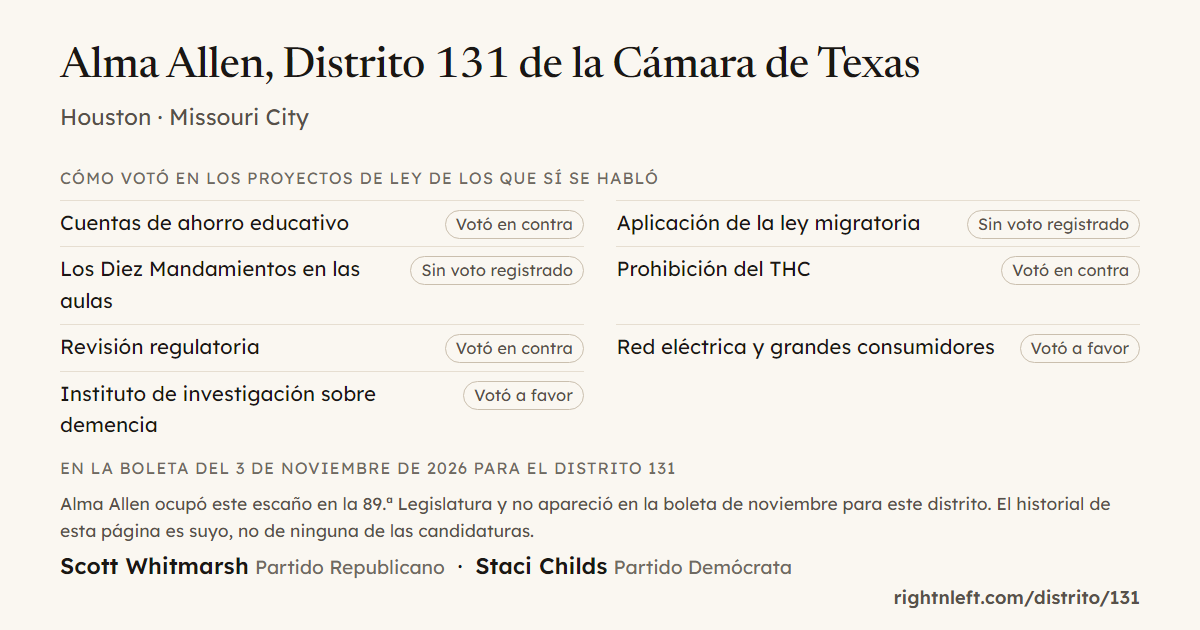 Alma Allen, Distrito 131 de la Cámara de Texas
Houston · Missouri City
CÓMO VOTÓ EN LOS PROYECTOS DE LEY DE LOS QUE SÍ SE HABLÓ
Cuentas de ahorro educativo
Votó en contra
Aplicación de la ley migratoria
Sin voto registrado
Los Diez Mandamientos en las
aulas
Sin voto registrado
Prohibición del THC
Votó en contra
Revisión regulatoria
Votó en contra
Red eléctrica y grandes consumidores
Votó a favor
Instituto de investigación sobre
demencia
Votó a favor
EN LA BOLETA DEL 3 DE NOVIEMBRE DE 2026 PARA EL DISTRITO 131
Alma Allen ocupó este escaño en la 89.ª Legislatura y no apareció en la boleta de noviembre para este distrito. El historial de
esta página es suyo, no de ninguna de las candidaturas.
Scott Whitmarsh Partido Republicano · Staci Childs Partido Demócrata
rightnleft.com/distrito/131